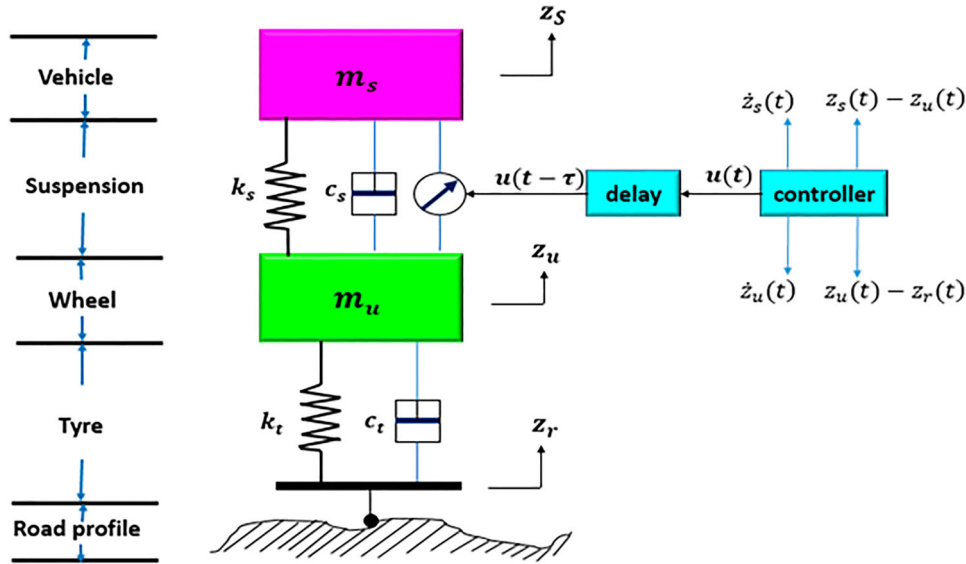 Vehicle
Suspension
Wheel
Tyre
Road profile
z_S
m_s
k_s
c_s
u(t − τ)
delay
u(t)
controller
ż_s(t)
z_s(t) − z_u(t)
ż_u(t)
z_u(t) − z_r(t)
z_u
m_u
k_t
c_t
z_r